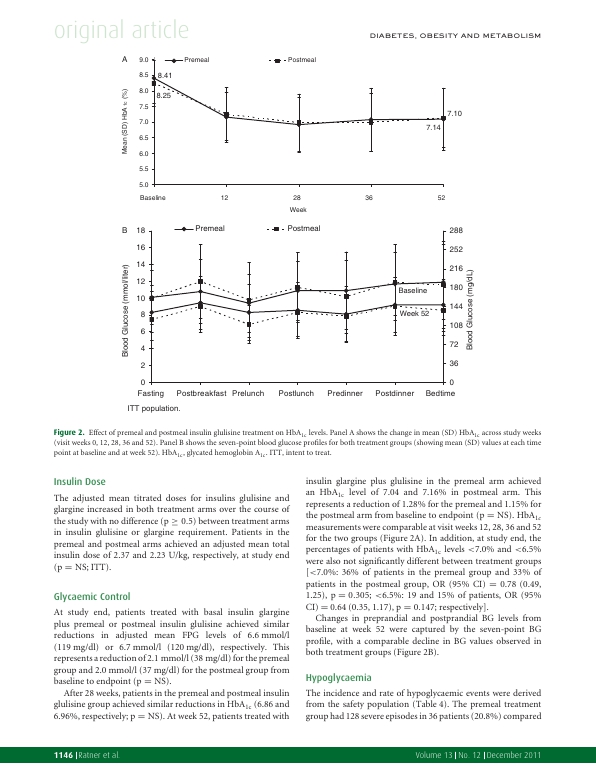 original article
DIABETES, OBESITY AND METABOLISM
A
Premeal
Postmeal
9.0
8.5
8.0
7.5
7.0
6.5
6.0
5.5
5.0
Mean (SD) HbA1c (%)
8.41
8.25
7.10
7.14
Baseline 12 28 36 52
Week
B
Premeal
Postmeal
18
16
14
12
10
8
6
4
2
0
Blood Glucose (mmol/liter)
288
252
216
180
144
108
72
36
0
Blood Glucose (mg/dL)
Baseline
Week 52
Fasting Postbreakfast Prelunch Postlunch Predinner Postdinner Bedtime
ITT population.
Figure 2. Effect of premeal and postmeal insulin glulisine treatment on HbA1c levels. Panel A shows the change in mean (SD) HbA1c across study weeks
(visit weeks 0, 12, 28, 36 and 52). Panel B shows the seven-point blood glucose profiles for both treatment groups (showing mean (SD) values at each time
point at baseline and at week 52). HbA1c, glycated hemoglobin A1c. ITT, intent to treat.
Insulin Dose
The adjusted mean titrated doses for insulins glulisine and
glargine increased in both treatment arms over the course of
the study with no difference (p ≥ 0.5) between treatment arms
in insulin glulisine or glargine requirement. Patients in the
premeal and postmeal arms achieved an adjusted mean total
insulin dose of 2.37 and 2.23 U/kg, respectively, at study end
(p = NS; ITT).
Glycaemic Control
At study end, patients treated with basal insulin glargine
plus premeal or postmeal insulin glulisine achieved similar
reductions in adjusted mean FPG levels of 6.6 mmol/l
(119 mg/dl) or 6.7 mmol/l (120 mg/dl), respectively. This
represents a reduction of 2.1 mmol/l (38 mg/dl) for the premeal
group and 2.0 mmol/l (37 mg/dl) for the postmeal group from
baseline to endpoint (p = NS).
After 28 weeks, patients in the premeal and postmeal insulin
glulisine group achieved similar reductions in HbA1c (6.86 and
6.96%, respectively; p = NS). At week 52, patients treated with
insulin glargine plus glulisine in the premeal arm achieved
an HbA1c level of 7.04 and 7.16% in postmeal arm. This
represents a reduction of 1.28% for the premeal and 1.15% for
the postmeal arm from baseline to endpoint (p = NS). HbA1c
measurements were comparable at visit weeks 12, 28, 36 and 52
for the two groups (Figure 2A). In addition, at study end, the
percentages of patients with HbA1c levels <7.0% and <6.5%
were also not significantly different between treatment groups
[<7.0%: 36% of patients in the premeal group and 33% of
patients in the postmeal group, OR (95% CI) = 0.78 (0.49,
1.25), p = 0.305; <6.5%: 19 and 15% of patients, OR (95%
CI) = 0.64 (0.35, 1.17), p = 0.147; respectively].
Changes in preprandial and postprandial BG levels from
baseline at week 52 were captured by the seven-point BG
profile, with a comparable decline in BG values observed in
both treatment groups (Figure 2B).
Hypoglycaemia
The incidence and rate of hypoglycaemic events were derived
from the safety population (Table 4). The premeal treatment
group had 128 severe episodes in 36 patients (20.8%) compared
1146 | Ratner et al.
Volume 13 | No. 12 | December 2011